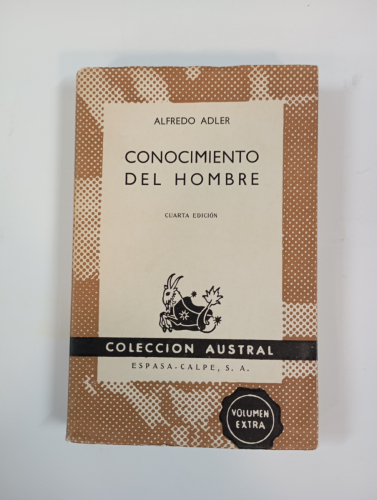 ALFREDO ADLER
CONOCIMIENTO
DEL HOMBRE
CUARTA EDICIÓN
COLECCION AUSTRAL
ESPASA-CALPE, S. A.
VOLUMEN
EXTRA